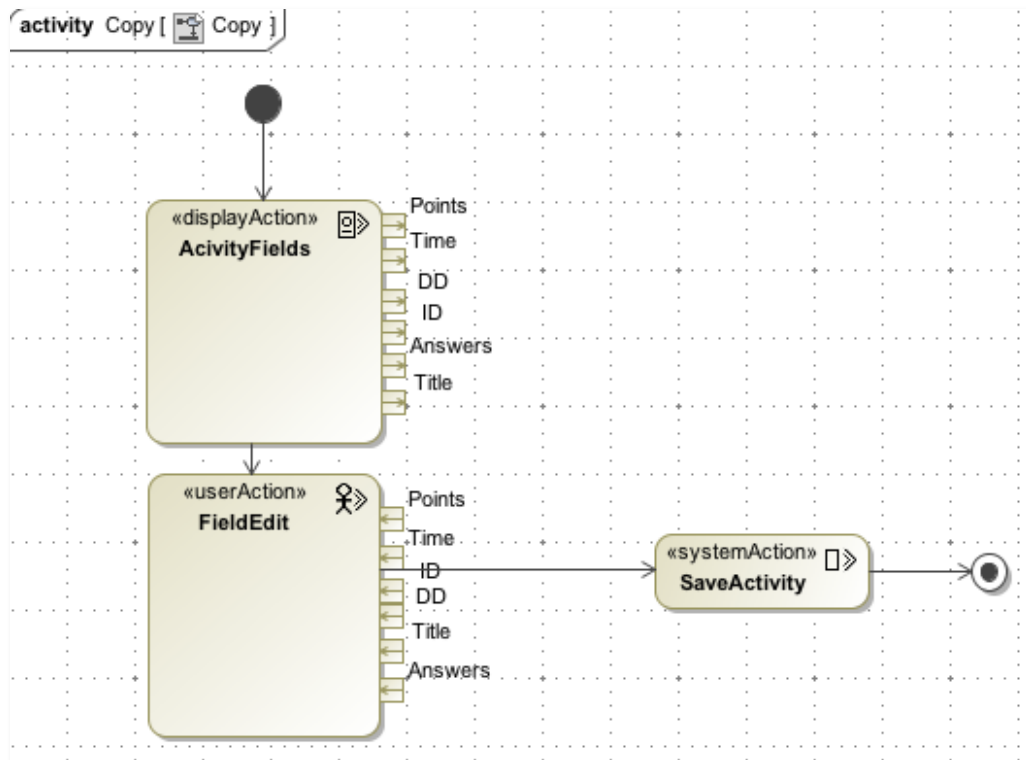 activity Copy [ Copy ]
«displayAction»
AcivityFields
Points
Time
DD
ID
Answers
Title
«userAction»
FieldEdit
Points
Time
ID
DD
Title
Answers
«systemAction»
SaveActivity